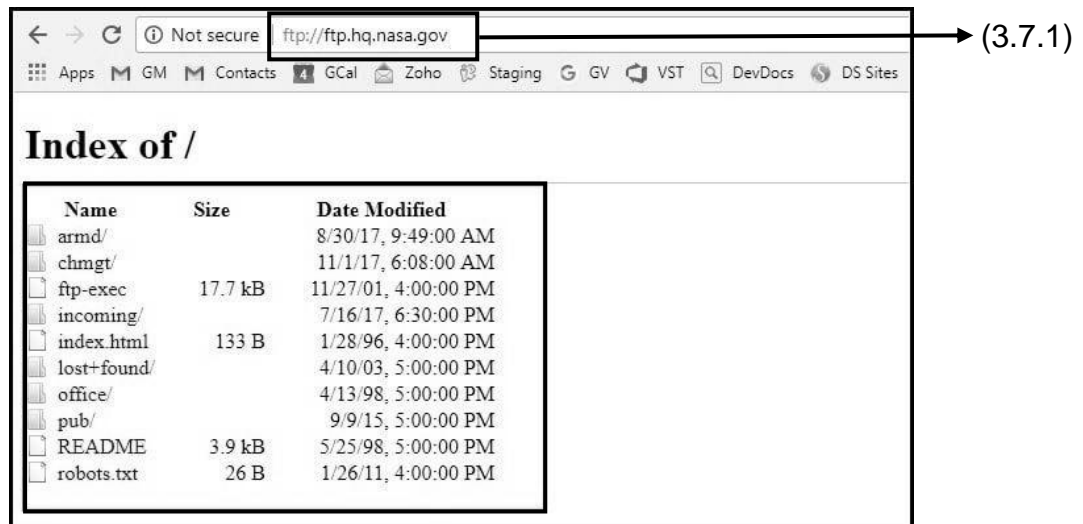 Not secure ftp://ftp.hq.nasa.gov (3.7.1)
Apps GM Contacts 4 GCal Zoho Staging G GV VST DevDocs DS Sites
Index of /
Name Size Date Modified
armd/ 8/30/17, 9:49:00 AM
chmgt/ 11/1/17, 6:08:00 AM
ftp-exec 17.7 kB 11/27/01, 4:00:00 PM
incoming/ 7/16/17, 6:30:00 PM
index.html 133 B 1/28/96, 4:00:00 PM
lost+found/ 4/10/03, 5:00:00 PM
office/ 4/13/98, 5:00:00 PM
pub/ 9/9/15, 5:00:00 PM
README 3.9 kB 5/25/98, 5:00:00 PM
robots.txt 26 B 1/26/11, 4:00:00 PM